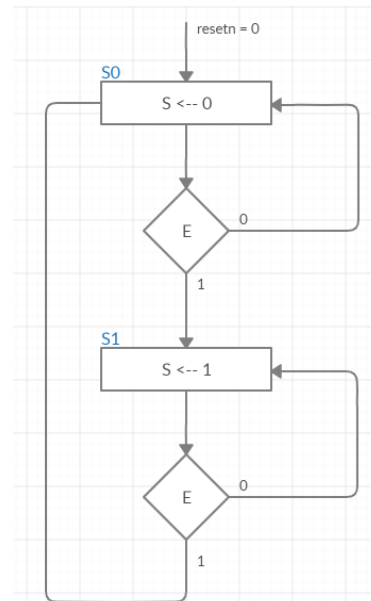 resetn = 0
S0
S <-- 0
E
0
1
S1
S <-- 1
E
0
1